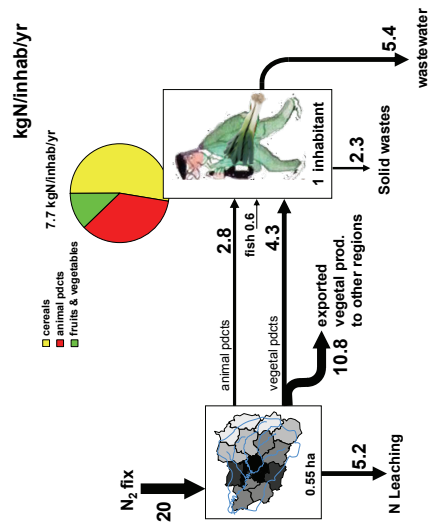 kgN/inhab/yr
7.7 kgN/inhab/yr
cereals
animal pdcts
fruits & vegetables
N2 fix
20
0.55 ha
animal pdcts
2.8
fish 0.6
vegetal pdcts
4.3
1 inhabitant
5.4
wastewater
2.3
Solid wastes
10.8
exported
vegetal prod.
to other regions
5.2
N Leaching